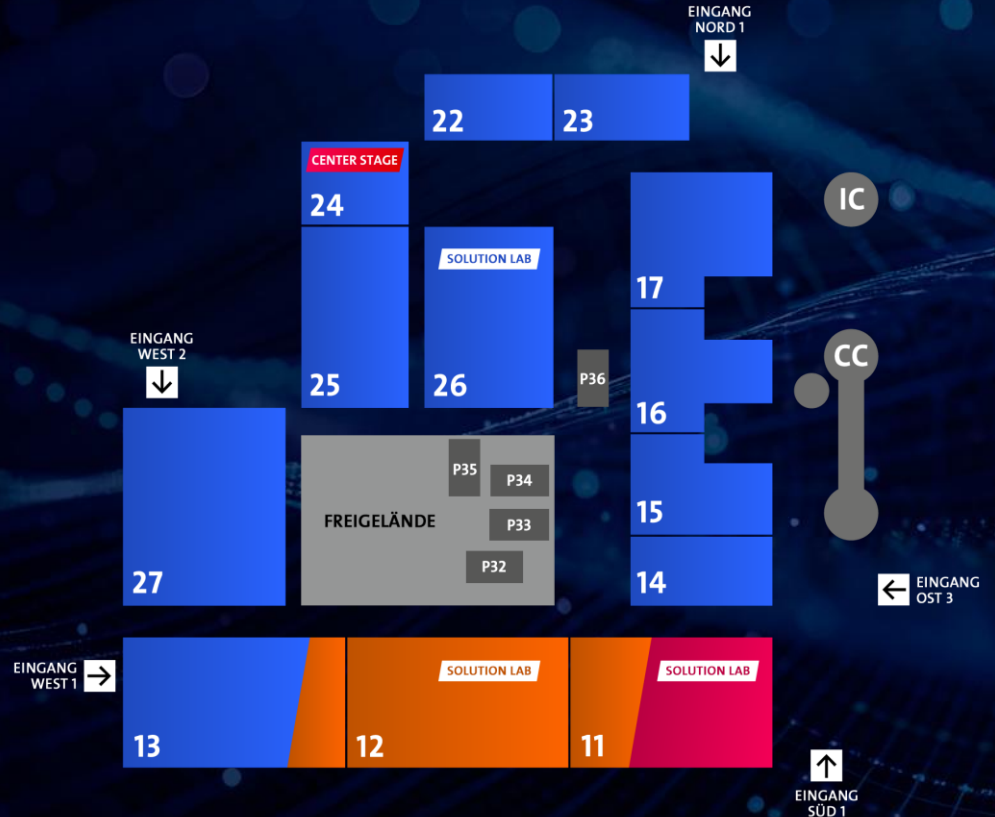 EINGANG
NORD 1
22
23
CENTER STAGE
24
IC
SOLUTION LAB
17
EINGANG
WEST 2
CC
25
26
P36
16
P35
P34
FREIGELÄNDE
P33
15
P32
27
14
EINGANG
OST 3
EINGANG
WEST 1
SOLUTION LAB
SOLUTION LAB
13
12
11
EINGANG
SÜD 1